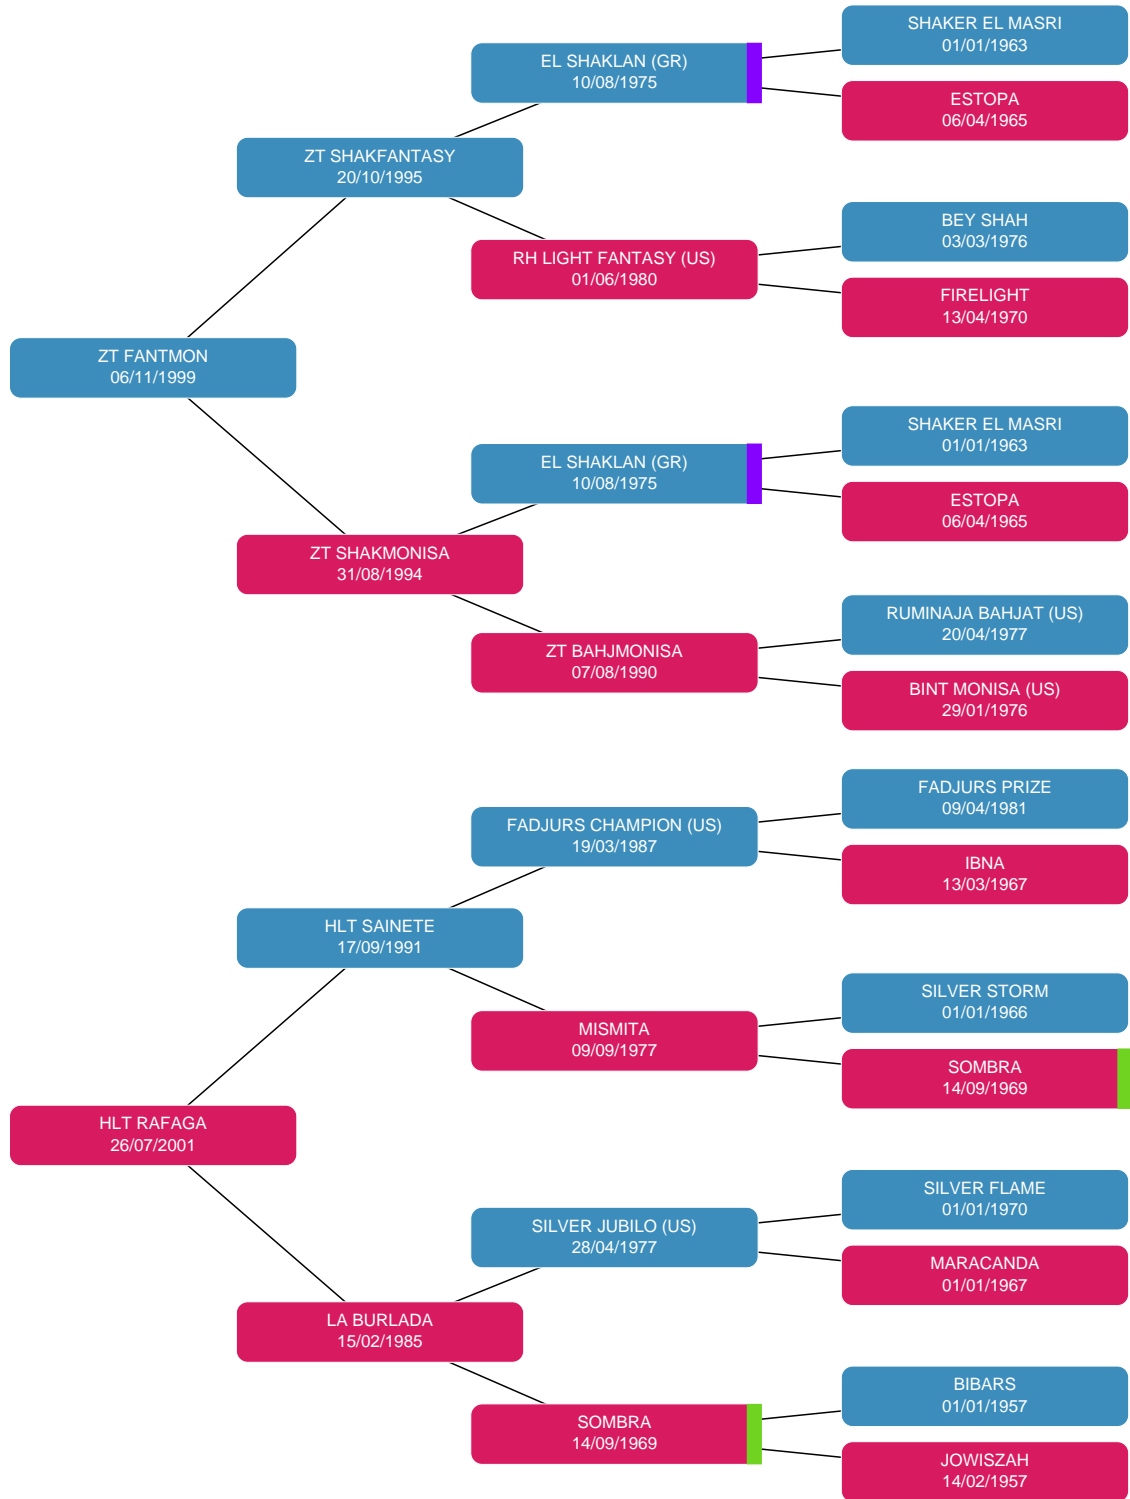 SHAKER EL MASRI
01/01/1963
EL SHAKLAN (GR)
10/08/1975
ESTOPA
06/04/1965
ZT SHAKFANTASY
20/10/1995
BEY SHAH
03/03/1976
RH LIGHT FANTASY (US)
01/06/1980
FIRELIGHT
13/04/1970
ZT FANTMON
06/11/1999
SHAKER EL MASRI
01/01/1963
EL SHAKLAN (GR)
10/08/1975
ESTOPA
06/04/1965
ZT SHAKMONISA
31/08/1994
RUMINAJA BAHJAT (US)
20/04/1977
ZT BAHJMONISA
07/08/1990
BINT MONISA (US)
29/01/1976
FADJURS PRIZE
09/04/1981
FADJURS CHAMPION (US)
19/03/1987
IBNA
13/03/1967
HLT SAINETE
17/09/1991
SILVER STORM
01/01/1966
MISMITA
09/09/1977
SOMBRA
14/09/1969
HLT RAFAGA
26/07/2001
SILVER FLAME
01/01/1970
SILVER JUBILO (US)
28/04/1977
MARACANDA
01/01/1967
LA BURLADA
15/02/1985
BIBARS
01/01/1957
SOMBRA
14/09/1969
JOWISZAH
14/02/1957